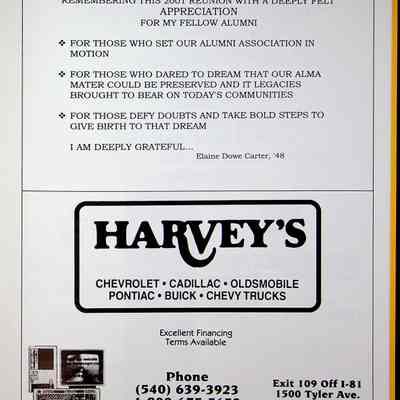 REMEMBERING THIS 2001 REUNION WITH A DEEPLY FELT
APPRECIATION
FOR MY FELLOW ALUMNI
❖ FOR THOSE WHO SET OUR ALUMNI ASSOCIATION IN
MOTION
❖ FOR THOSE WHO DARED TO DREAM THAT OUR ALMA
MATER COULD BE PRESERVED AND IT LEGACIES
BROUGHT TO BEAR ON TODAY'S COMMUNITIES
❖ FOR THOSE DEFY DOUBTS AND TAKE BOLD STEPS TO
GIVE BIRTH TO THAT DREAM
I AM DEEPLY GRATEFUL...
Elaine Dowe Carter, '48
HARVEY'S
CHEVROLET • CADILLAC • OLDSMOBILE
PONTIAC • BUICK • CHEVY TRUCKS
Excellent Financing
Terms Available
Phone
(540) 639-3923
Exit 109 Off I-81
1500 Tyler Ave.